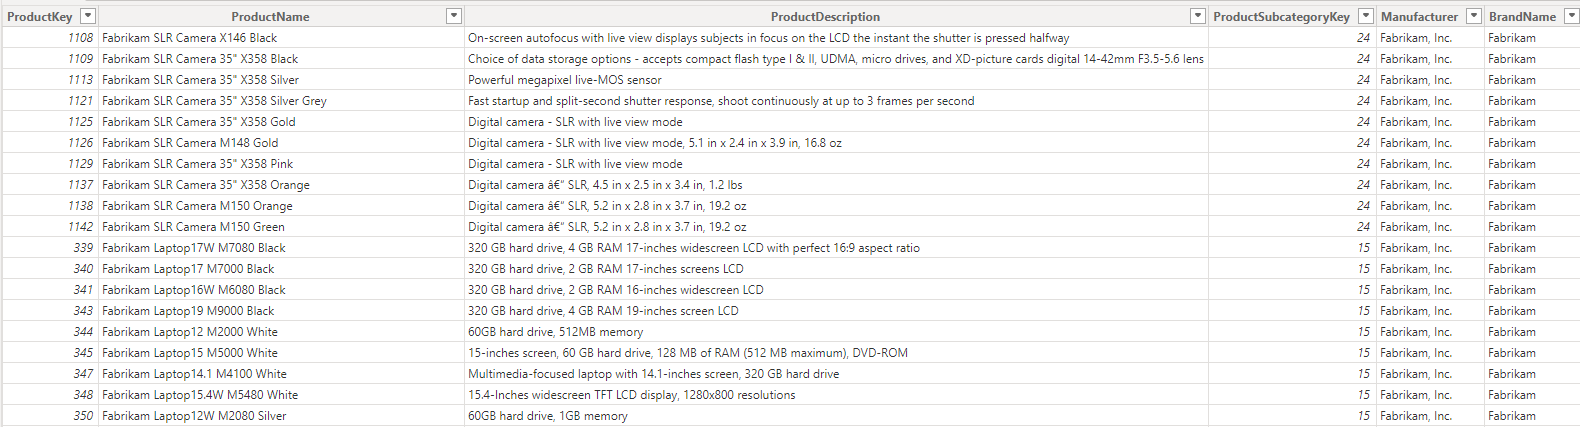 ProductKey ProductName ProductDescription ProductSubcategoryKey Manufacturer BrandName
1108 Fabrikam SLR Camera X146 Black On-screen autofocus with live view displays subjects in focus on the LCD the instant the shutter is pressed halfway 24 Fabrikam, Inc. Fabrikam
1109 Fabrikam SLR Camera 35" X358 Black Choice of data storage options - accepts compact flash type I & II, UDMA, micro drives, and XD-picture cards digital 14-42mm F3.5-5.6 lens 24 Fabrikam, Inc. Fabrikam
1113 Fabrikam SLR Camera 35" X358 Silver Powerful megapixel live-MOS sensor 24 Fabrikam, Inc. Fabrikam
1121 Fabrikam SLR Camera 35" X358 Silver Grey Fast startup and split-second shutter response, shoot continuously at up to 3 frames per second 24 Fabrikam, Inc. Fabrikam
1125 Fabrikam SLR Camera 35" X358 Gold Digital camera - SLR with live view mode 24 Fabrikam, Inc. Fabrikam
1126 Fabrikam SLR Camera M148 Gold Digital camera - SLR with live view mode, 5.1 in x 2.4 in x 3.9 in, 16.8 oz 24 Fabrikam, Inc. Fabrikam
1129 Fabrikam SLR Camera 35" X358 Pink Digital camera - SLR with live view mode 24 Fabrikam, Inc. Fabrikam
1137 Fabrikam SLR Camera 35" X358 Orange Digital camera â€“ SLR, 4.5 in x 2.5 in x 3.4 in, 1.2 lbs 24 Fabrikam, Inc. Fabrikam
1138 Fabrikam SLR Camera M150 Orange Digital camera â€“ SLR, 5.2 in x 2.8 in x 3.7 in, 19.2 oz 24 Fabrikam, Inc. Fabrikam
1142 Fabrikam SLR Camera M150 Green Digital camera â€“ SLR, 5.2 in x 2.8 in x 3.7 in, 19.2 oz 24 Fabrikam, Inc. Fabrikam
339 Fabrikam Laptop17W M7080 Black 320 GB hard drive, 4 GB RAM 17-inches widescreen LCD with perfect 16:9 aspect ratio 15 Fabrikam, Inc. Fabrikam
340 Fabrikam Laptop17 M7000 Black 320 GB hard drive, 2 GB RAM 17-inches screens LCD 15 Fabrikam, Inc. Fabrikam
341 Fabrikam Laptop16W M6080 Black 320 GB hard drive, 2 GB RAM 16-inches widescreen LCD 15 Fabrikam, Inc. Fabrikam
343 Fabrikam Laptop19 M9000 Black 320 GB hard drive, 4 GB RAM 19-inches screen LCD 15 Fabrikam, Inc. Fabrikam
344 Fabrikam Laptop12 M2000 White 60GB hard drive, 512MB memory 15 Fabrikam, Inc. Fabrikam
345 Fabrikam Laptop15 M5000 White 15-inches screen, 60 GB hard drive, 128 MB of RAM (512 MB maximum), DVD-ROM 15 Fabrikam, Inc. Fabrikam
347 Fabrikam Laptop14.1 M4100 White Multimedia-focused laptop with 14.1-inches screen, 320 GB hard drive 15 Fabrikam, Inc. Fabrikam
348 Fabrikam Laptop15.4W M5480 White 15.4-Inches widescreen TFT LCD display, 1280x800 resolutions 15 Fabrikam, Inc. Fabrikam
350 Fabrikam Laptop12W M2080 Silver 60GB hard drive, 1GB memory 15 Fabrikam, Inc. Fabrikam